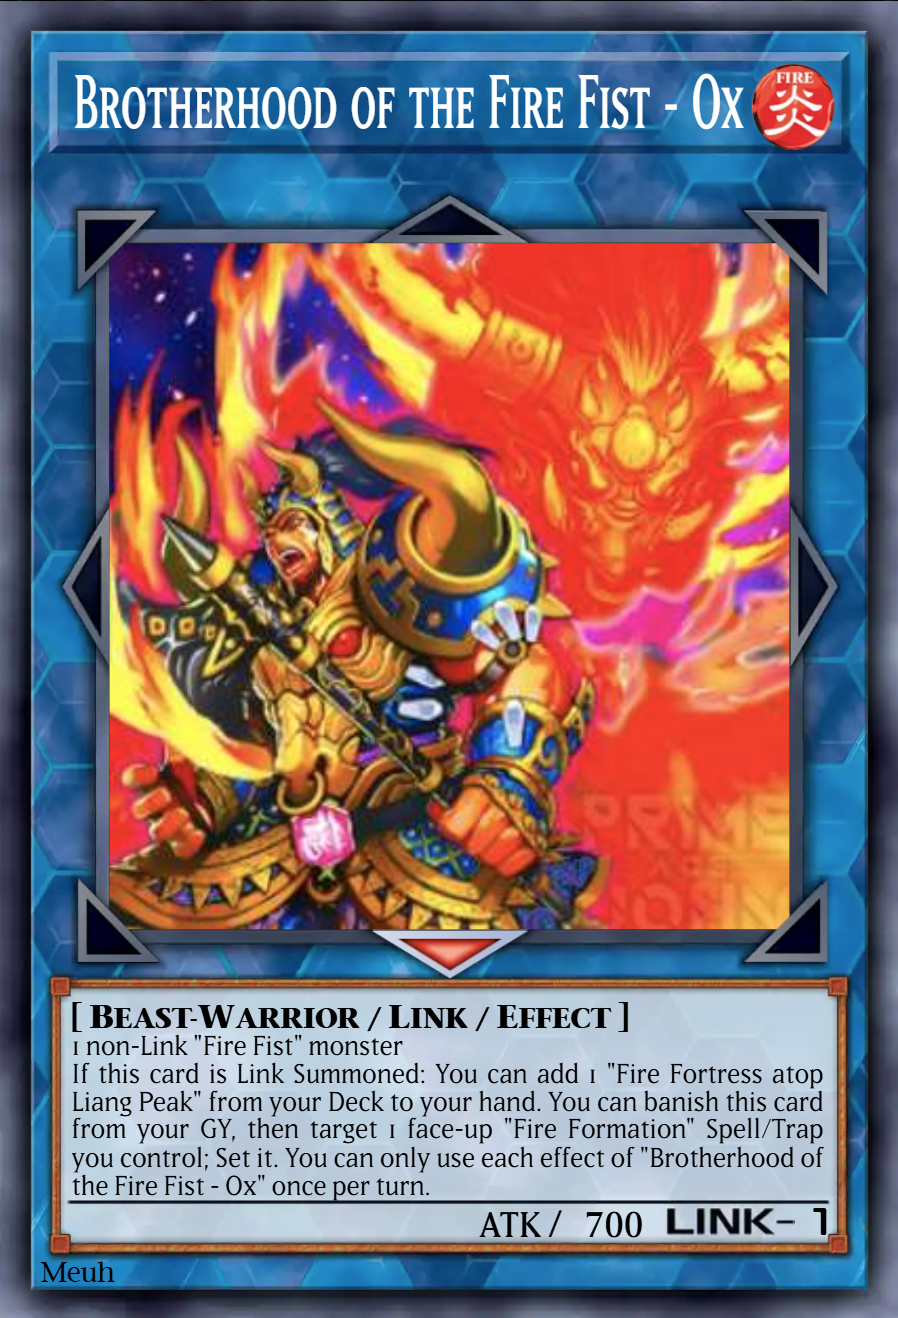 Brotherhood of the Fire Fist - Ox
FIRE
炎
[ Beast-Warrior / Link / Effect ]
1 non-Link "Fire Fist" monster
If this card is Link Summoned: You can add 1 "Fire Fortress atop
Liang Peak" from your Deck to your hand. You can banish this card
from your GY, then target 1 face-up "Fire Formation" Spell/Trap
you control; Set it. You can only use each effect of "Brotherhood of
the Fire Fist - Ox" once per turn.
ATK / 700 LINK- 1
Meuh